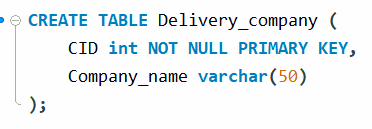 CREATE TABLE Delivery_company (
    CID int NOT NULL PRIMARY KEY,
    Company_name varchar(50)
);